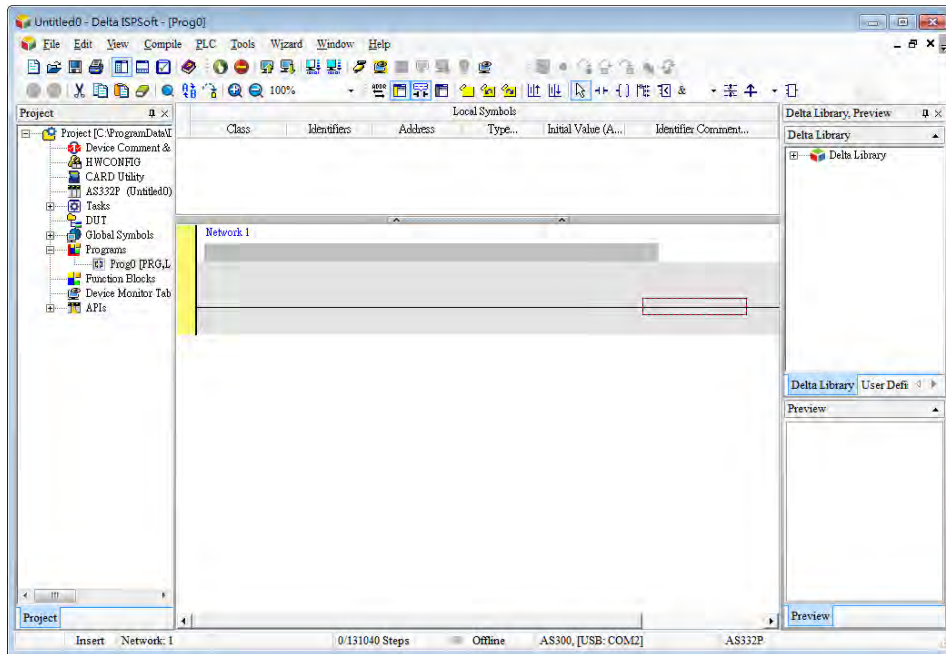 Untitled0 - Delta ISPSoft - [Prog0]
File Edit View Compile PLC Tools Wizard Window Help
100%
Project
Project [C:\ProgramData\I
Device Comment &
HWCONFIG
CARD Utility
AS332P (Untitled0)
Tasks
DUT
Global Symbols
Programs
Prog0 [PRG,L
Function Blocks
Device Monitor Tab
APIs
Project
Local Symbols
Class Identifiers Address Type... Initial Value (A... Identifier Comment...
Network 1
Delta Library, Preview
Delta Library
Delta Library
Delta Library User Defi
Preview
Preview
Insert Network: 1 0/131040 Steps Offline AS300, [USB: COM2] AS332P